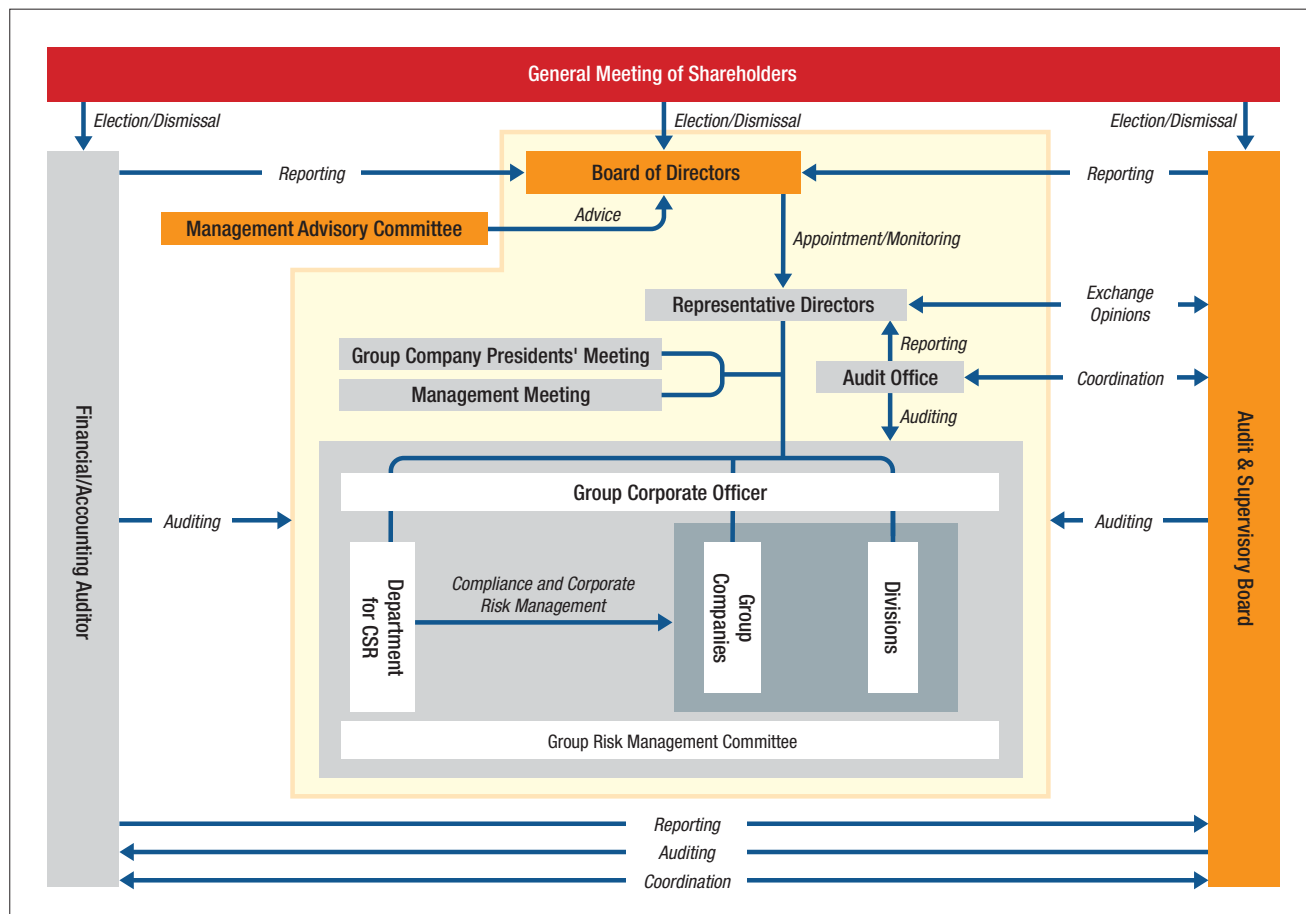 General Meeting of Shareholders
Election/Dismissal
Election/Dismissal
Election/Dismissal
Reporting
Board of Directors
Reporting
Management Advisory Committee
Advice
Appointment/Monitoring
Representative Directors
Exchange
Opinions
Group Company Presidents' Meeting
Reporting
Management Meeting
Audit Office
Coordination
Auditing
Financial/Accounting Auditor
Audit & Supervisory Board
Group Corporate Officer
Auditing
Auditing
Department
for CSR
Compliance and Corporate
Risk Management
Group
Companies
Divisions
Group Risk Management Committee
Reporting
Auditing
Coordination